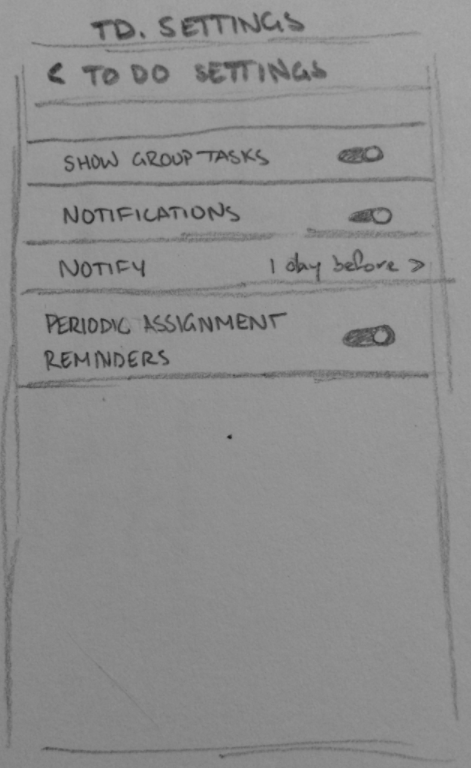 TD. SETTINGS
< TO DO SETTINGS
SHOW GROUP TASKS
NOTIFICATIONS
NOTIFY 1 day before >
PERIODIC ASSIGNMENT
REMINDERS